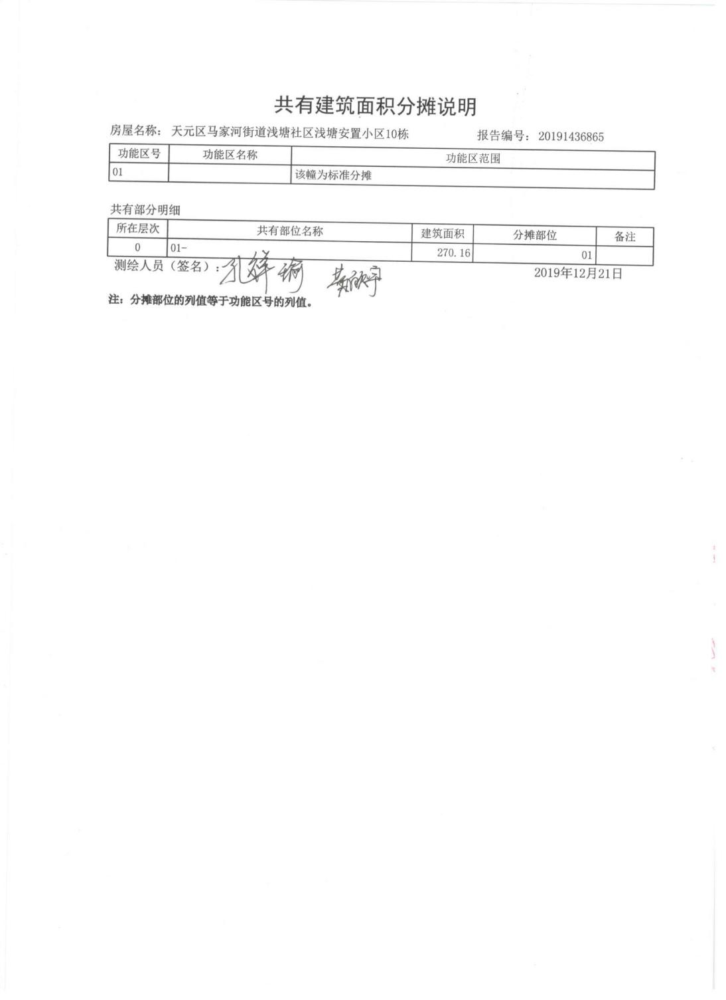 共有建筑面积分摊说明
房屋名称： 天元区马家河街道浅塘社区浅塘安置小区10栋 报告编号： 20191436865
功能区号 功能区名称 功能区范围
01 该幢为标准分摊
共有部分明细
所在层次 共有部位名称 建筑面积 分摊部位 备注
0 01- 270.16 01
测绘人员（签名）: 2019年12月21日
注：分摊部位的列值等于功能区号的列值。